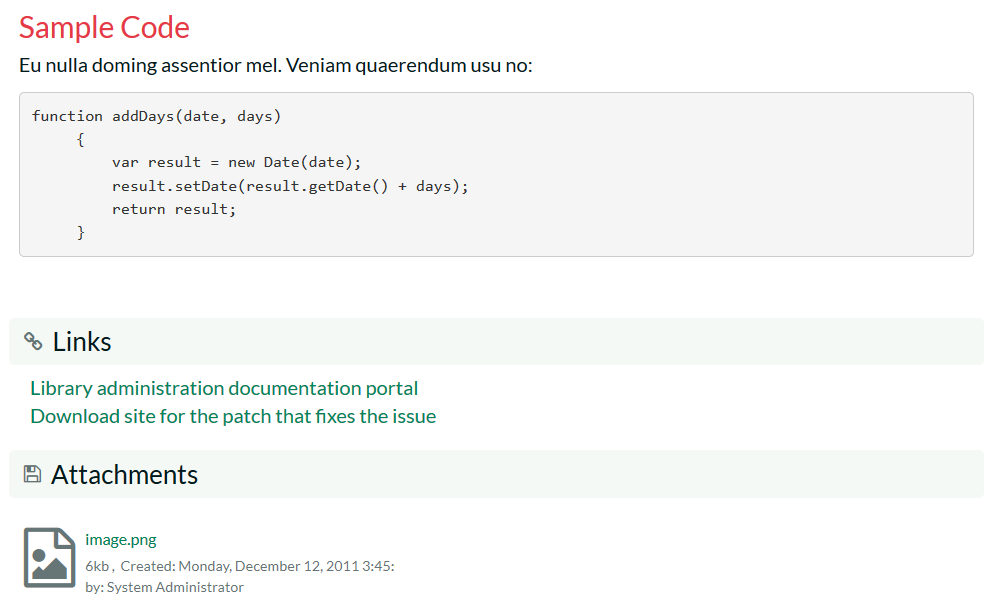 Sample Code
Eu nulla doming assentior mel. Veniam quaerendum usu no:
function addDays(date, days)
{
var result = new Date(date);
result.setDate(result.getDate() + days);
return result;
}
Links
Library administration documentation portal
Download site for the patch that fixes the issue
Attachments
image.png
6kb , Created: Monday, December 12, 2011 3:45:
by: System Administrator